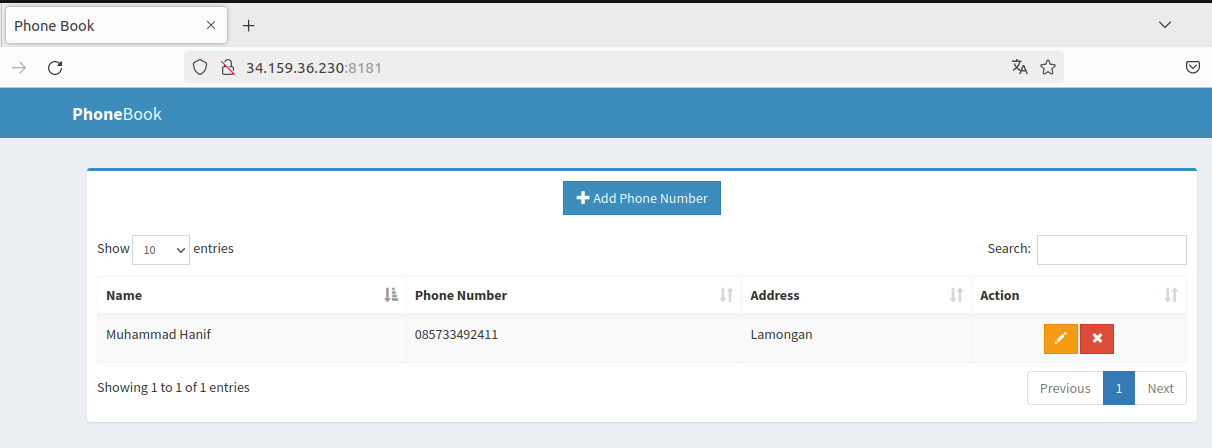 Phone Book
34.159.36.230:8181
PhoneBook
Add Phone Number
Show 10 entries Search:
Name Phone Number Address Action
Muhammad Hanif 085733492411 Lamongan
Showing 1 to 1 of 1 entries Previous 1 Next